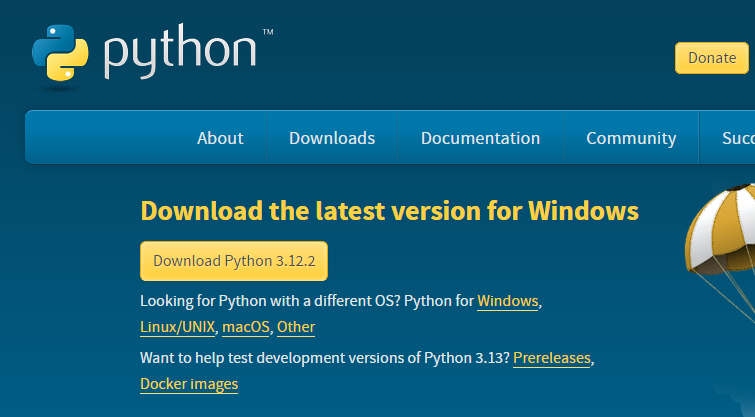 python™
Donate
About Downloads Documentation Community Succ
Download the latest version for Windows
Download Python 3.12.2
Looking for Python with a different OS? Python for Windows,
Linux/UNIX, macOS, Other
Want to help test development versions of Python 3.13? Prereleases,
Docker images